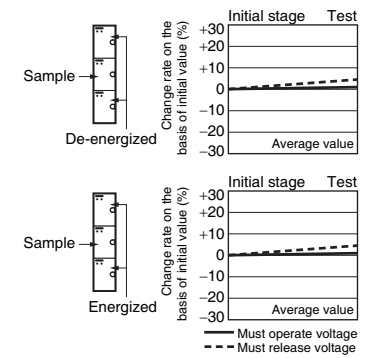 Initial stage Test
Change rate on the
basis of initial value (%)
+30
+20
+10
0
−10
−20
−30
Sample
De-energized
Average value
Initial stage Test
Change rate on the
basis of initial value (%)
+30
+20
+10
0
−10
−20
−30
Sample
Energized
Average value
Must operate voltage
Must release voltage